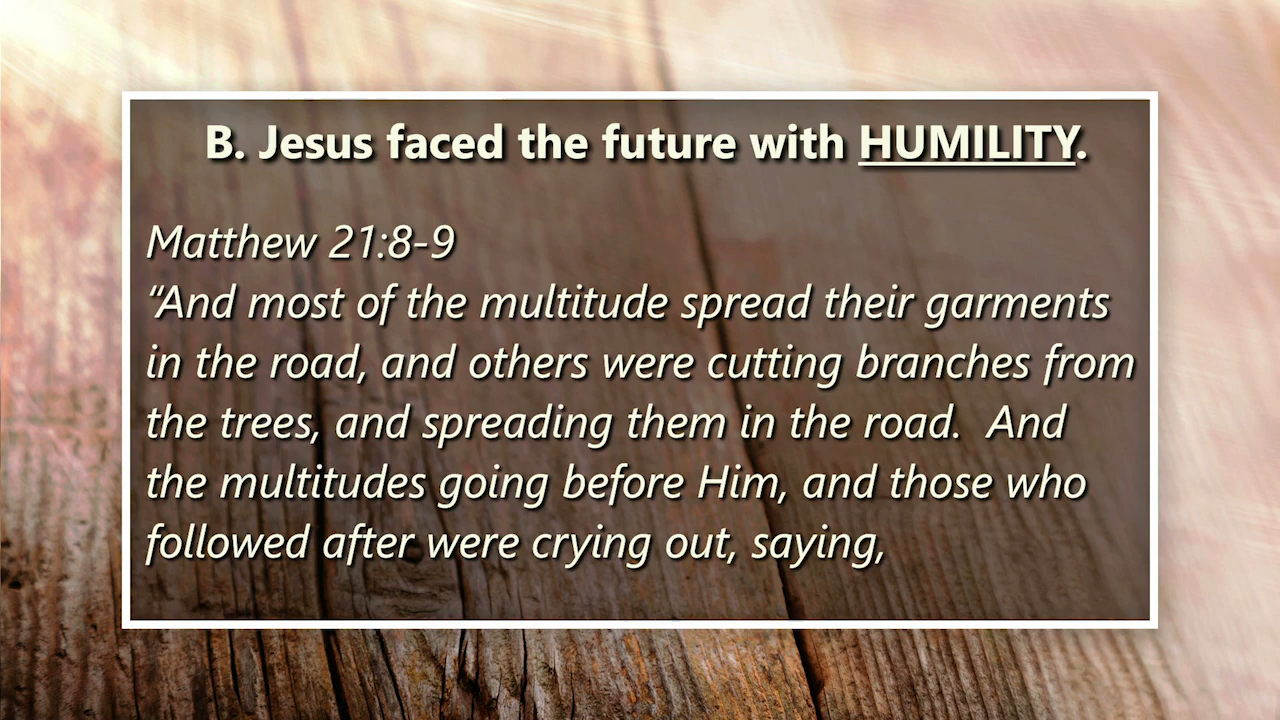 B. Jesus faced the future with HUMILITY.
Matthew 21:8-9
“And most of the multitude spread their garments
in the road, and others were cutting branches from
the trees, and spreading them in the road.  And
the multitudes going before Him, and those who
followed after were crying out, saying,